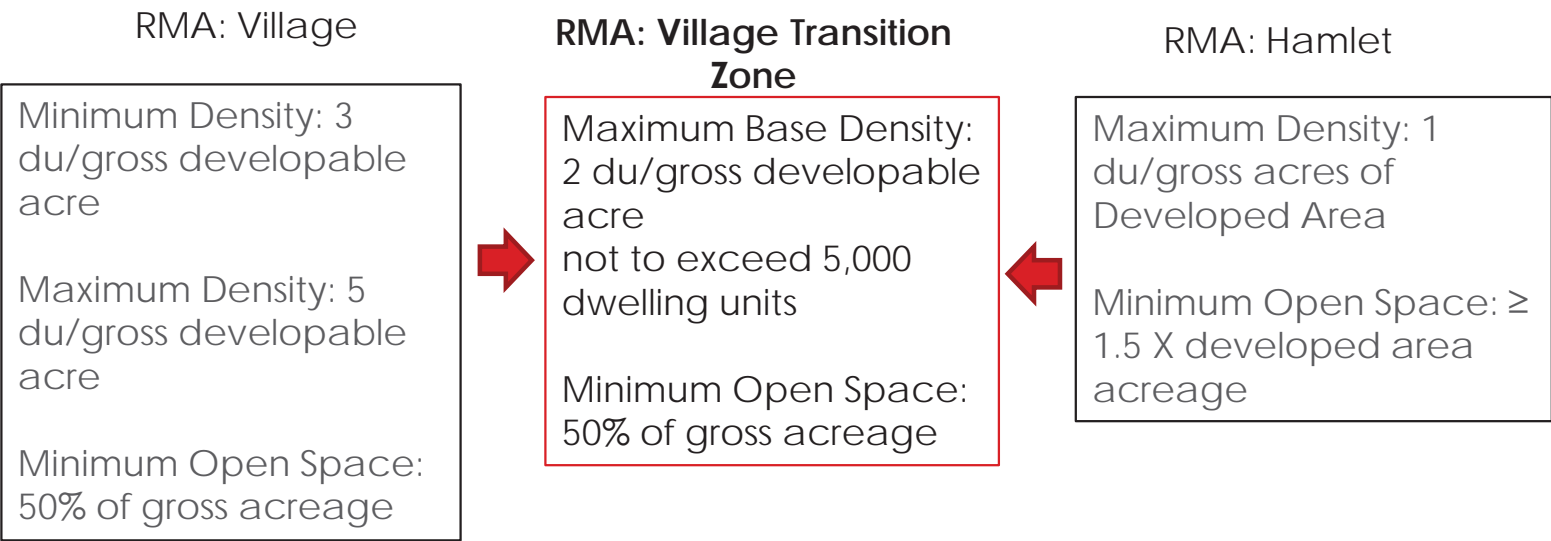 RMA: Village
Minimum Density: 3
du/gross developable
acre
Maximum Density: 5
du/gross developable
acre
Minimum Open Space:
50% of gross acreage
RMA: Village Transition
Zone
Maximum Base Density:
2 du/gross developable
acre
not to exceed 5,000
dwelling units
Minimum Open Space:
50% of gross acreage
RMA: Hamlet
Maximum Density: 1
du/gross acres of
Developed Area
Minimum Open Space: ≥
1.5 X developed area
acreage